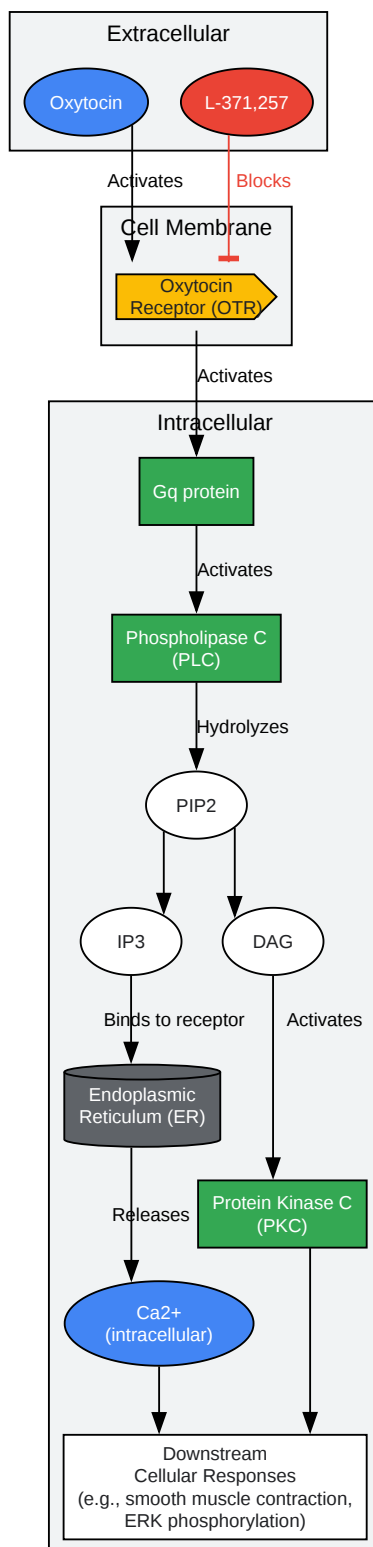 Extracellular
Oxytocin
L-371,257
Activates
Blocks
Cell Membrane
Oxytocin
Receptor (OTR)
Activates
Intracellular
Gq protein
Activates
Phospholipase C
(PLC)
Hydrolyzes
PIP2
IP3
DAG
Binds to receptor
Activates
Endoplasmic
Reticulum (ER)
Protein Kinase C
(PKC)
Releases
Ca2+
(intracellular)
Downstream
Cellular Responses
(e.g., smooth muscle contraction,
ERK phosphorylation)